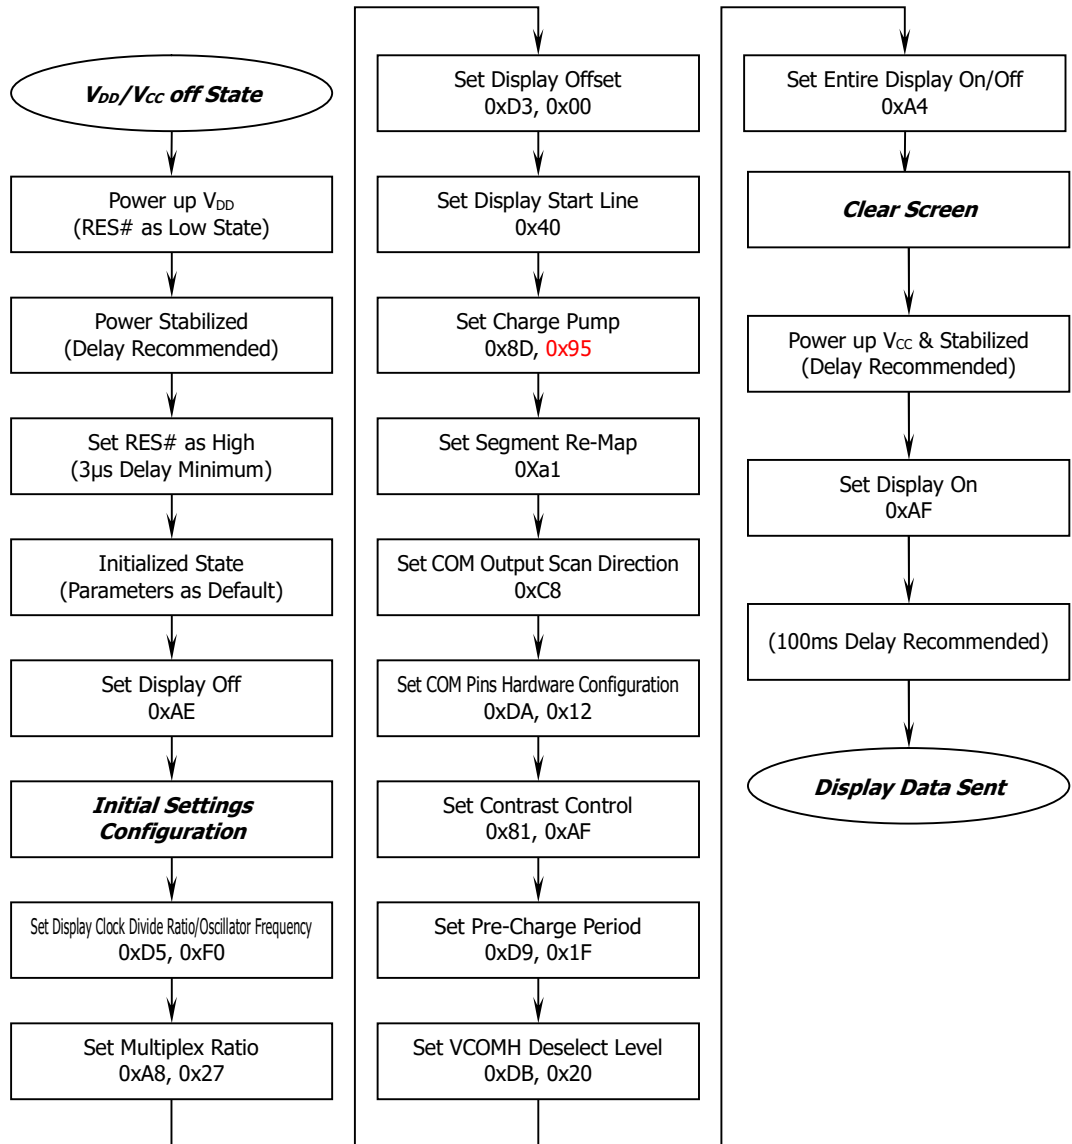 VDD/VCC off State
Power up VDD
(RES# as Low State)
Power Stabilized
(Delay Recommended)
Set RES# as High
(3µs Delay Minimum)
Initialized State
(Parameters as Default)
Set Display Off
0xAE
Initial Settings
Configuration
Set Display Clock Divide Ratio/Oscillator Frequency
0xD5, 0xF0
Set Multiplex Ratio
0xA8, 0x27
Set Display Offset
0xD3, 0x00
Set Display Start Line
0x40
Set Charge Pump
0x8D, 0x95
Set Segment Re-Map
0Xa1
Set COM Output Scan Direction
0xC8
Set COM Pins Hardware Configuration
0xDA, 0x12
Set Contrast Control
0x81, 0xAF
Set Pre-Charge Period
0xD9, 0x1F
Set VCOMH Deselect Level
0xDB, 0x20
Set Entire Display On/Off
0xA4
Clear Screen
Power up VCC & Stabilized
(Delay Recommended)
Set Display On
0xAF
(100ms Delay Recommended)
Display Data Sent